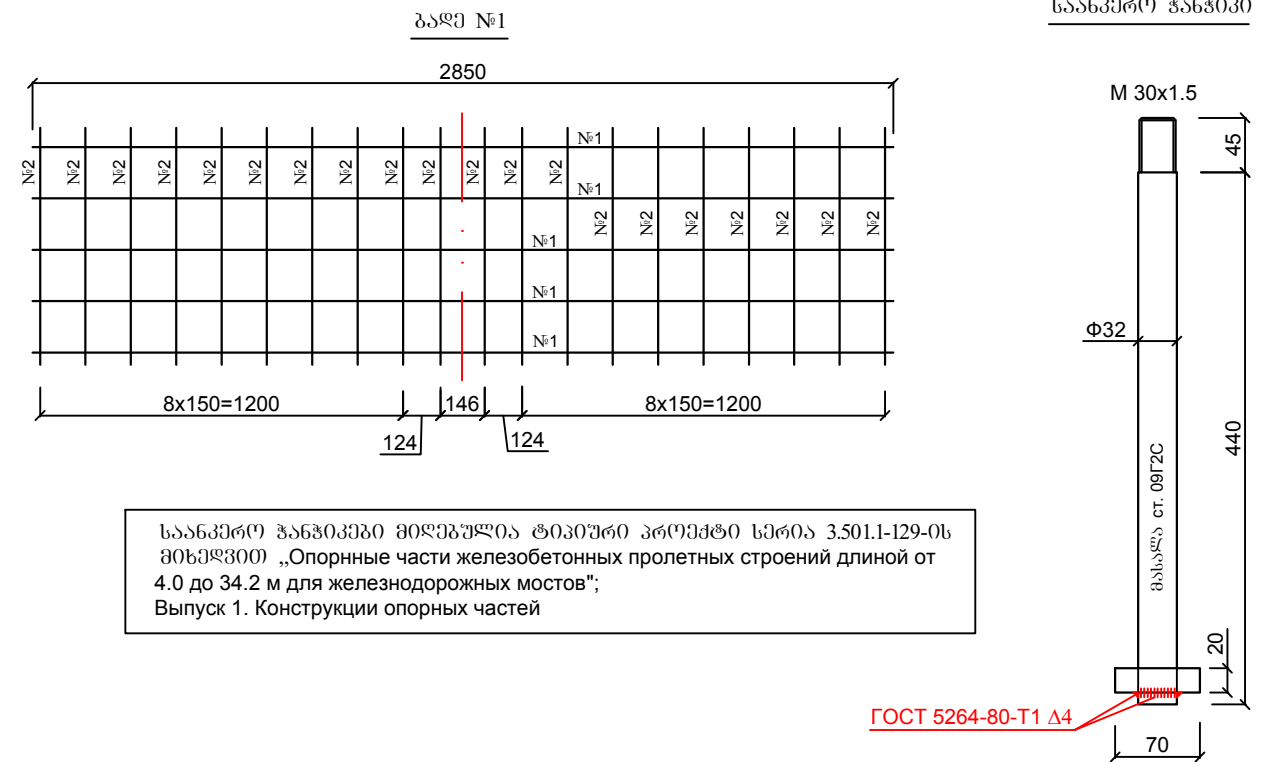 ბადე №1
საანკერო ჭანჭიკი
2850
M 30x1.5
№1
№2
№2
№2
№2
№2
№2
№2
№2
№2
№2
№2
№2
№2
45
№1
№2
№2
№2
№2
№2
№2
№2
№1
№1
№1
Ф32
8x150=1200
146
8x150=1200
124
124
440
მასალა ст. 09Г2С
საანკერო ჭანჭიკები მიღებულია ტიპიური პროექტი სერია 3.501.1-129-ის
მიხედვით „Опорнные части железобетонных пролетных строений длиной от
4.0 до 34.2 м для железнодорожных мостов";
Выпуск 1. Конструкции опорных частей
20
ГОСТ 5264-80-Т1 Δ4
70